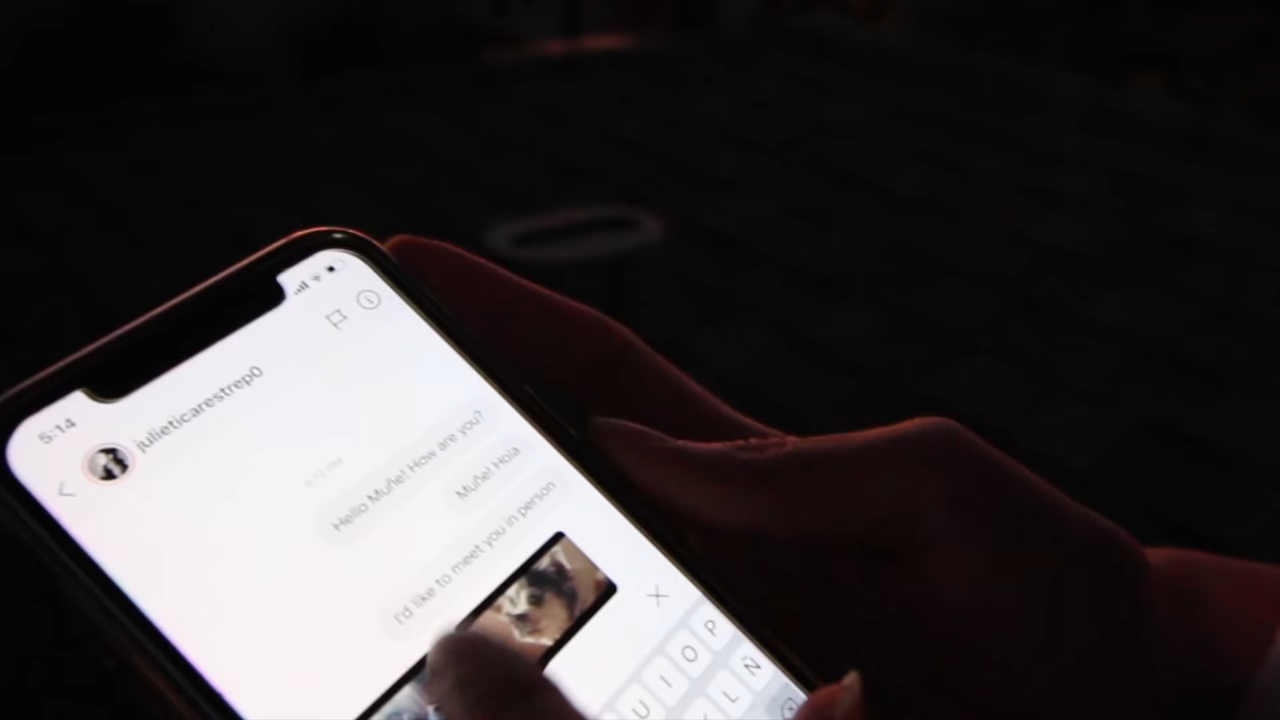 5:14
julieticarestrep0
Hello Muñe! How are you?
Muñe! Hola
I'd like to meet you in person
U I O P
L Ñ